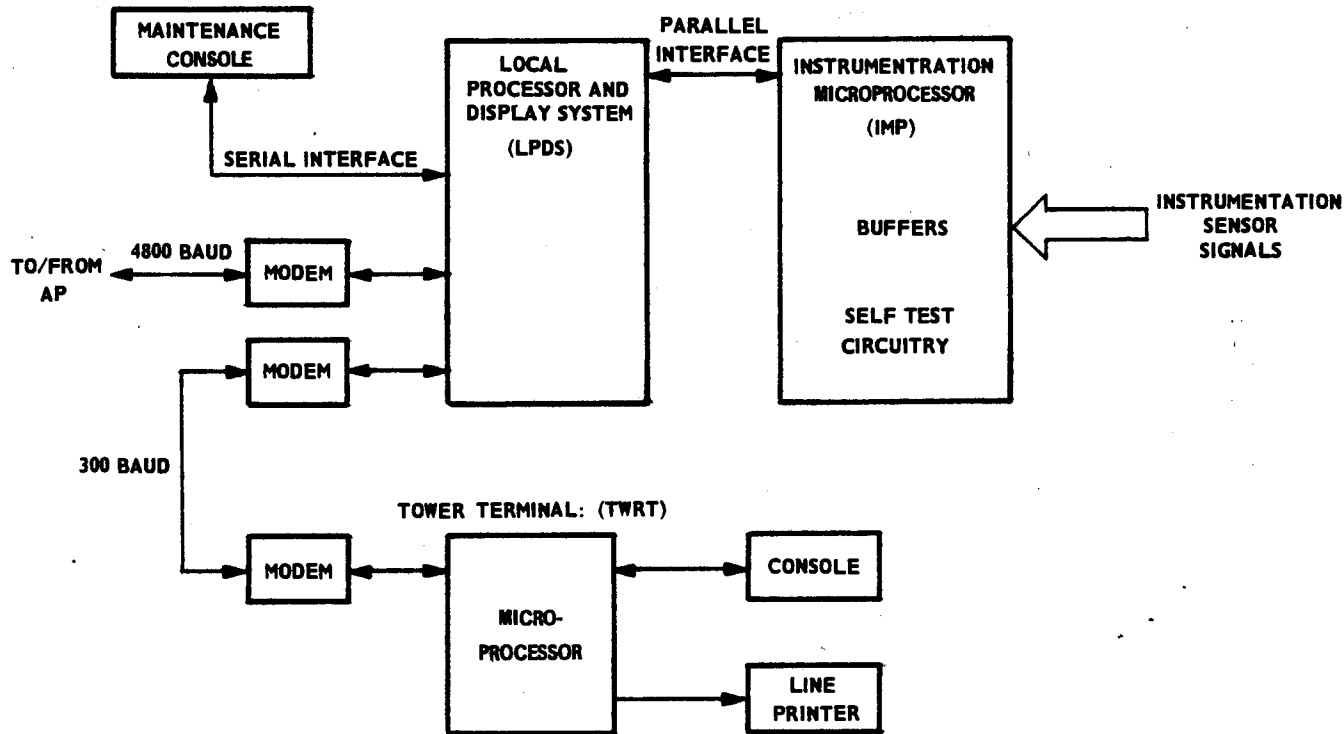 MAINTENANCE
CONSOLE
SERIAL INTERFACE
LOCAL
PROCESSOR AND
DISPLAY SYSTEM
(LPDS)
PARALLEL
INTERFACE
INSTRUMENTRATION
MICROPROCESSOR
(IMP)
BUFFERS
SELF TEST
CIRCUITRY
INSTRUMENTATION
SENSOR
SIGNALS
TO/FROM
AP
4800 BAUD
MODEM
MODEM
300 BAUD
TOWER TERMINAL: (TWRT)
MODEM
MICRO-
PROCESSOR
CONSOLE
LINE
PRINTER